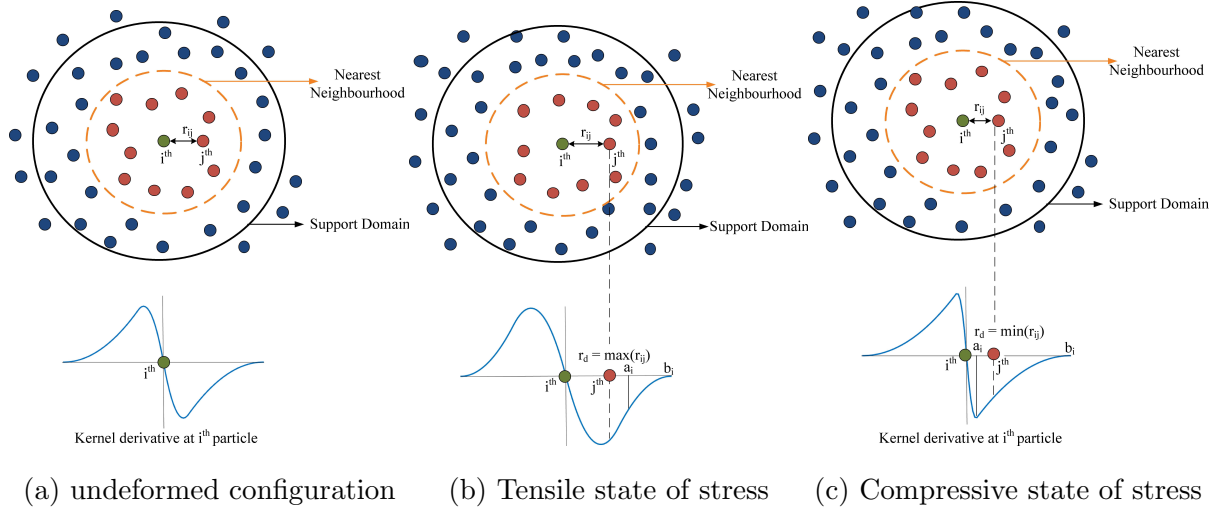 Nearest
Neighbourhood
r_ij
i^th
j^th
Support Domain
i^th
Kernel derivative at i^th particle
(a) undeformed configuration
Nearest
Neighbourhood
r_ij
i^th
j^th
Support Domain
r_d = max(r_ij)
a_i
b_i
i^th
j^th
(b) Tensile state of stress
Nearest
Neighbourhood
r_ij
i^th
j^th
Support Domain
r_d = min(r_ij)
a_i
b_i
i^th
j^th
Kernel derivative at i^th particle
(c) Compressive state of stress